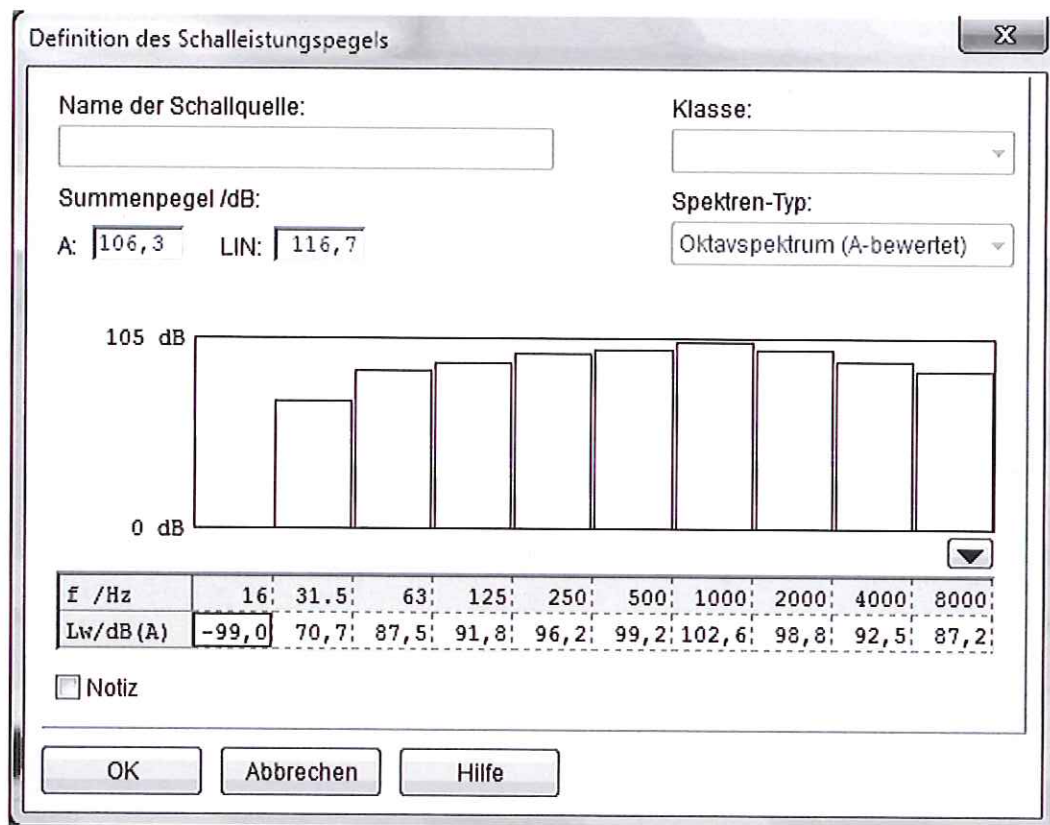 Definition des Schalleistungspegels
X
Name der Schallquelle:
Klasse:
Summenpegel /dB:
Spektren-Typ:
A: 106,3 LIN: 116,7
Oktavspektrum (A-bewertet)
105 dB
0 dB
f /Hz 16 31.5 63 125 250 500 1000 2000 4000 8000
Lw/dB(A) -99,0 70,7 87,5 91,8 96,2 99,2 102,6 98,8 92,5 87,2
Notiz
OK Abbrechen Hilfe